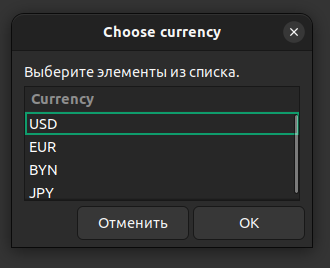 Choose currency
Выберите элементы из списка.
Currency
USD
EUR
BYN
JPY
Отменить
OK